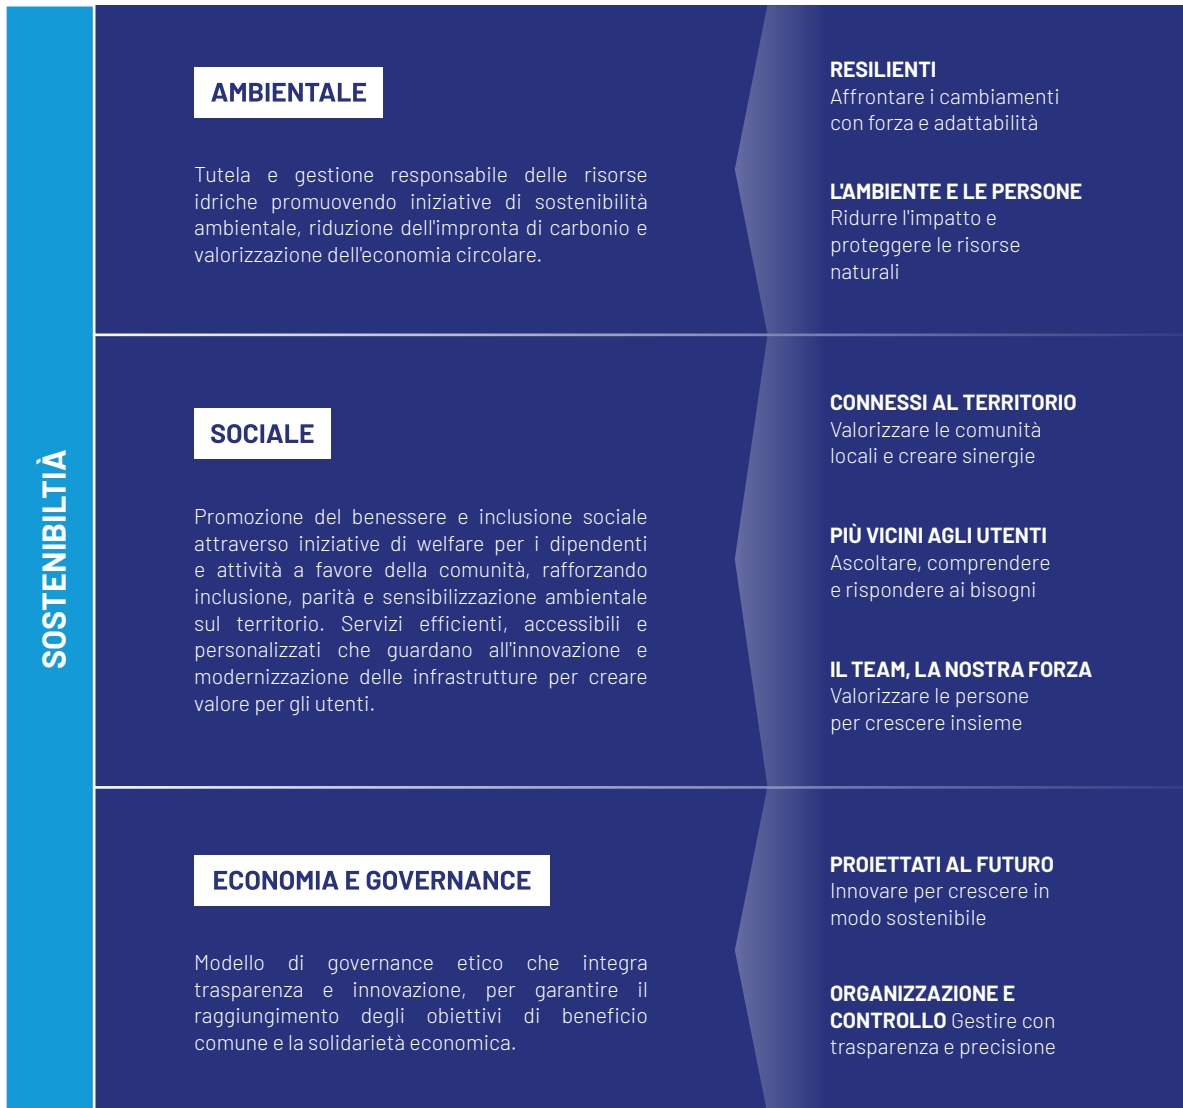 SOSTENIBILTIÀ
AMBIENTALE
Tutela e gestione responsabile delle risorse
idriche promuovendo iniziative di sostenibilità
ambientale, riduzione dell'impronta di carbonio e
valorizzazione dell'economia circolare.
RESILIENTI
Affrontare i cambiamenti
con forza e adattabilità
L'AMBIENTE E LE PERSONE
Ridurre l'impatto e
proteggere le risorse
naturali
SOCIALE
Promozione del benessere e inclusione sociale
attraverso iniziative di welfare per i dipendenti
e attività a favore della comunità, rafforzando
inclusione, parità e sensibilizzazione ambientale
sul territorio. Servizi efficienti, accessibili e
personalizzati che guardano all'innovazione e
modernizzazione delle infrastrutture per creare
valore per gli utenti.
CONNESSI AL TERRITORIO
Valorizzare le comunità
locali e creare sinergie
PIÙ VICINI AGLI UTENTI
Ascoltare, comprendere
e rispondere ai bisogni
IL TEAM, LA NOSTRA FORZA
Valorizzare le persone
per crescere insieme
ECONOMIA E GOVERNANCE
Modello di governance etico che integra
trasparenza e innovazione, per garantire il
raggiungimento degli obiettivi di beneficio
comune e la solidarietà economica.
PROIETTATI AL FUTURO
Innovare per crescere in
modo sostenibile
ORGANIZZAZIONE E
CONTROLLO Gestire con
trasparenza e precisione